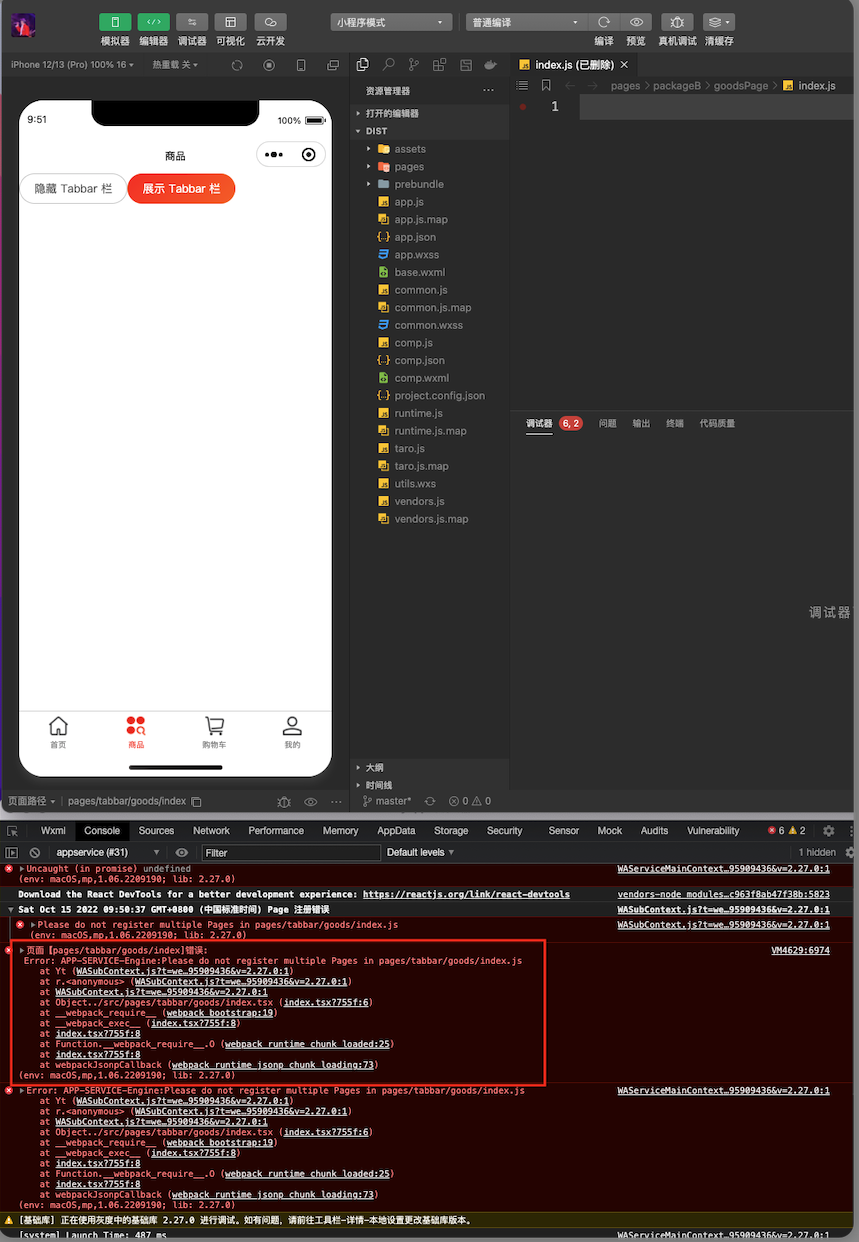 小程序模式
普通编译
模拟器 编辑器 调试器 可视化 云开发
编译 预览 真机调试 清缓存
iPhone 12/13 (Pro) 100% 16
热重载 关
9:51
100%
商品
隐藏 Tabbar 栏
展示 Tabbar 栏
首页
商品
购物车
我的
页面路径
pages/tabbar/goods/index
资源管理器
打开的编辑器
DIST
assets
pages
prebundle
app.js
app.js.map
app.json
app.wxss
base.wxml
common.js
common.js.map
common.wxss
comp.js
comp.json
comp.wxml
project.config.json
runtime.js
runtime.js.map
taro.js
taro.js.map
utils.wxs
vendors.js
vendors.js.map
大纲
时间线
master*
0 0
index.js (已删除)
pages > packageB > goodsPage > index.js
1
调试器 6, 2 问题 输出 终端 代码质量
调试器
Wxml Console Sources Network Performance Memory AppData Storage Security Sensor Mock Audits Vulnerability 6 2
appservice (#31) Filter Default levels 1 hidden
Uncaught (in promise) undefined WAServiceMainContext…95909436&v=2.27.0:1
(env: macOS,mp,1.06.2209190; lib: 2.27.0)
Download the React DevTools for a better development experience: https://reactjs.org/link/react-devtools vendors-node_modules…c963f8ab47f38b:5823
Sat Oct 15 2022 09:50:37 GMT+0800 (中国标准时间) Page 注册错误 WASubContext.js?t=we…95909436&v=2.27.0:1
Please do not register multiple Pages in pages/tabbar/goods/index.js WASubContext.js?t=we…95909436&v=2.27.0:1
(env: macOS,mp,1.06.2209190; lib: 2.27.0)
页面【pages/tabbar/goods/index]错误: VM4629:6974
Error: APP-SERVICE-Engine:Please do not register multiple Pages in pages/tabbar/goods/index.js
at Yt (WASubContext.js?t=we…95909436&v=2.27.0:1)
at r.<anonymous> (WASubContext.js?t=we…95909436&v=2.27.0:1)
at WASubContext.js?t=we…95909436&v=2.27.0:1
at Object../src/pages/tabbar/goods/index.tsx (index.tsx?755f:6)
at __webpack_require__ (webpack bootstrap:19)
at __webpack_exec__ (index.tsx?755f:8)
at index.tsx?755f:8
at Function.__webpack_require__.O (webpack runtime chunk loaded:25)
at index.tsx?755f:8
at webpackJsonpCallback (webpack runtime jsonp chunk loading:73)
(env: macOS,mp,1.06.2209190; lib: 2.27.0)
Error: APP-SERVICE-Engine:Please do not register multiple Pages in pages/tabbar/goods/index.js WAServiceMainContext…95909436&v=2.27.0:1
at Yt (WASubContext.js?t=we…95909436&v=2.27.0:1)
at r.<anonymous> (WASubContext.js?t=we…95909436&v=2.27.0:1)
at WASubContext.js?t=we…95909436&v=2.27.0:1
at Object../src/pages/tabbar/goods/index.tsx (index.tsx?755f:6)
at __webpack_require__ (webpack bootstrap:19)
at __webpack_exec__ (index.tsx?755f:8)
at index.tsx?755f:8
at Function.__webpack_require__.O (webpack runtime chunk loaded:25)
at index.tsx?755f:8
at webpackJsonpCallback (webpack runtime jsonp chunk loading:73)
(env: macOS,mp,1.06.2209190; lib: 2.27.0)
[基础库] 正在使用灰度中的基础库 2.27.0 进行调试。如有问题，请前往工具栏-详情-本地设置更改基础库版本。
[system] Launch Time: 487 ms WAServiceMainContext…95909436&v=2.27.0:1